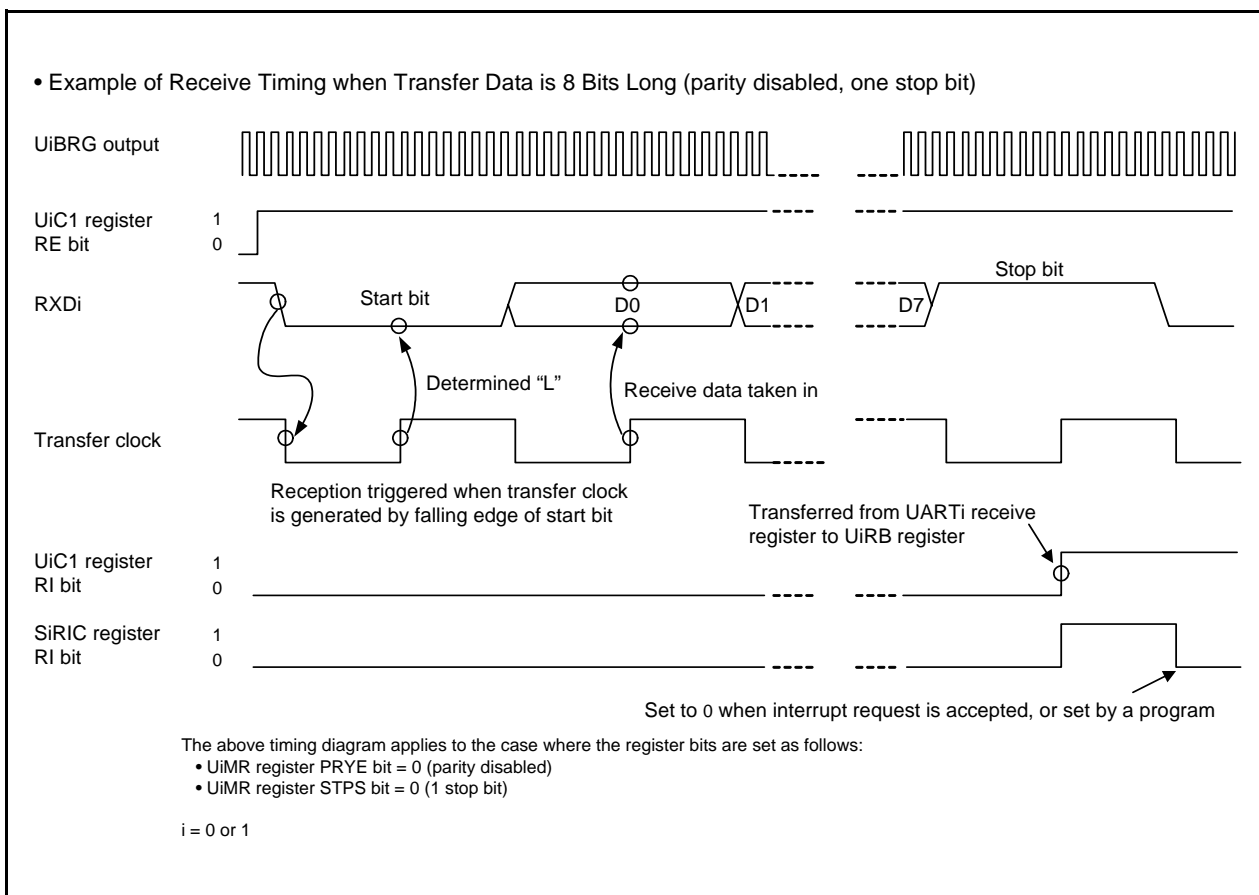 • Example of Receive Timing when Transfer Data is 8 Bits Long (parity disabled, one stop bit)
UiBRG output
UiC1 register
RE bit
1
0
RXDi
Start bit
D0
D1
D7
Stop bit
Determined “L”
Receive data taken in
Transfer clock
Reception triggered when transfer clock
is generated by falling edge of start bit
Transferred from UARTi receive
register to UiRB register
UiC1 register
RI bit
1
0
SiRIC register
RI bit
1
0
Set to 0 when interrupt request is accepted, or set by a program
The above timing diagram applies to the case where the register bits are set as follows:
• UiMR register PRYE bit = 0 (parity disabled)
• UiMR register STPS bit = 0 (1 stop bit)
i = 0 or 1